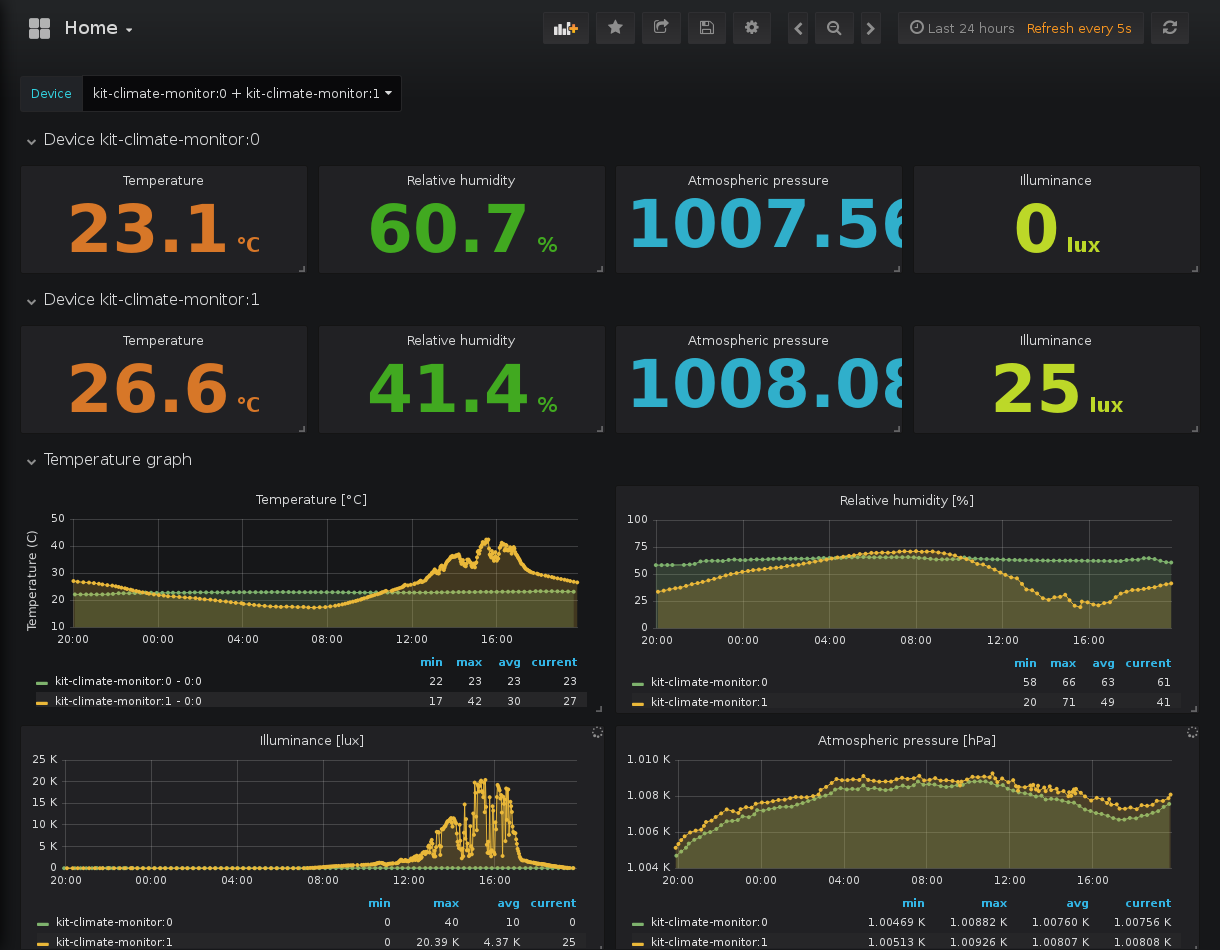 Home
Last 24 hours Refresh every 5s
Device kit-climate-monitor:0 + kit-climate-monitor:1
Device kit-climate-monitor:0
Temperature
23.1 °C
Relative humidity
60.7 %
Atmospheric pressure
1007.56
Illuminance
0 lux
Device kit-climate-monitor:1
Temperature
26.6 °C
Relative humidity
41.4 %
Atmospheric pressure
1008.08
Illuminance
25 lux
Temperature graph
Temperature [°C]
Temperature (C)
50
40
30
20
10
20:00 00:00 04:00 08:00 12:00 16:00
min max avg current
kit-climate-monitor:0 - 0:0 22 23 23 23
kit-climate-monitor:1 - 0:0 17 42 30 27
Relative humidity [%]
100
75
50
25
0
20:00 00:00 04:00 08:00 12:00 16:00
min max avg current
kit-climate-monitor:0 58 66 63 61
kit-climate-monitor:1 20 71 49 41
Illuminance [lux]
25 K
20 K
15 K
10 K
5 K
0
20:00 00:00 04:00 08:00 12:00 16:00
min max avg current
kit-climate-monitor:0 0 40 10 0
kit-climate-monitor:1 0 20.39 K 4.37 K 25
Atmospheric pressure [hPa]
1.010 K
1.008 K
1.006 K
1.004 K
20:00 00:00 04:00 08:00 12:00 16:00
min max avg current
kit-climate-monitor:0 1.00469 K 1.00882 K 1.00760 K 1.00756 K
kit-climate-monitor:1 1.00513 K 1.00926 K 1.00807 K 1.00808 K